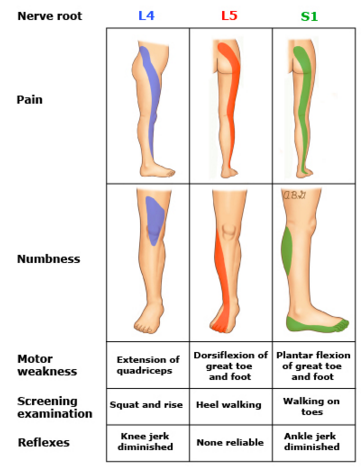 Nerve root L4 L5 S1
Pain
Numbness
Motor weakness
Extension of quadriceps
Dorsiflexion of great toe and foot
Plantar flexion of great toe and foot
Screening examination
Squat and rise
Heel walking
Walking on toes
Reflexes
Knee jerk diminished
None reliable
Ankle jerk diminished